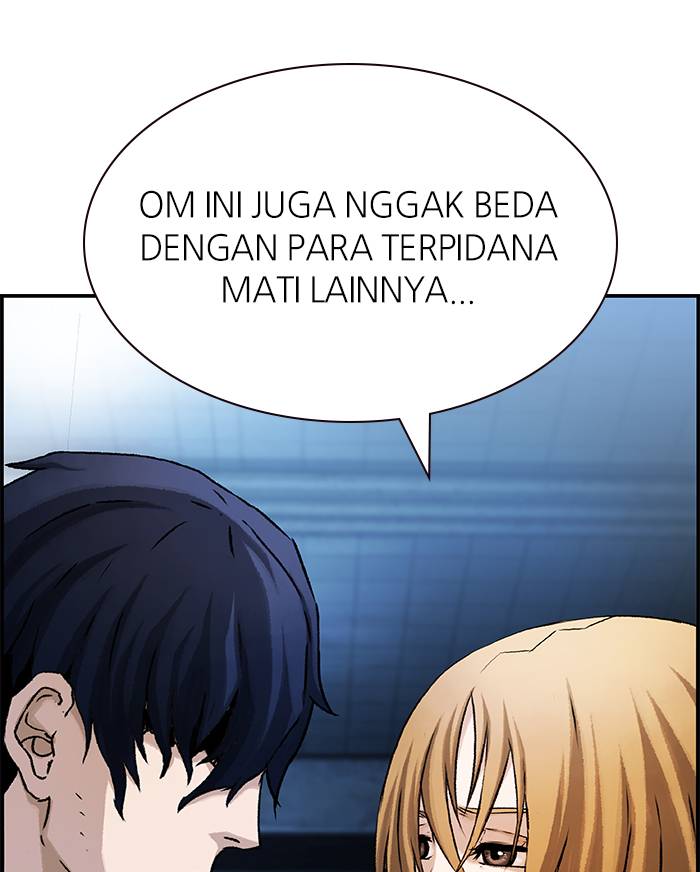 OM INI JUGA NGGAK BEDA
DENGAN PARA TERPIDANA
MATI LAINNYA...